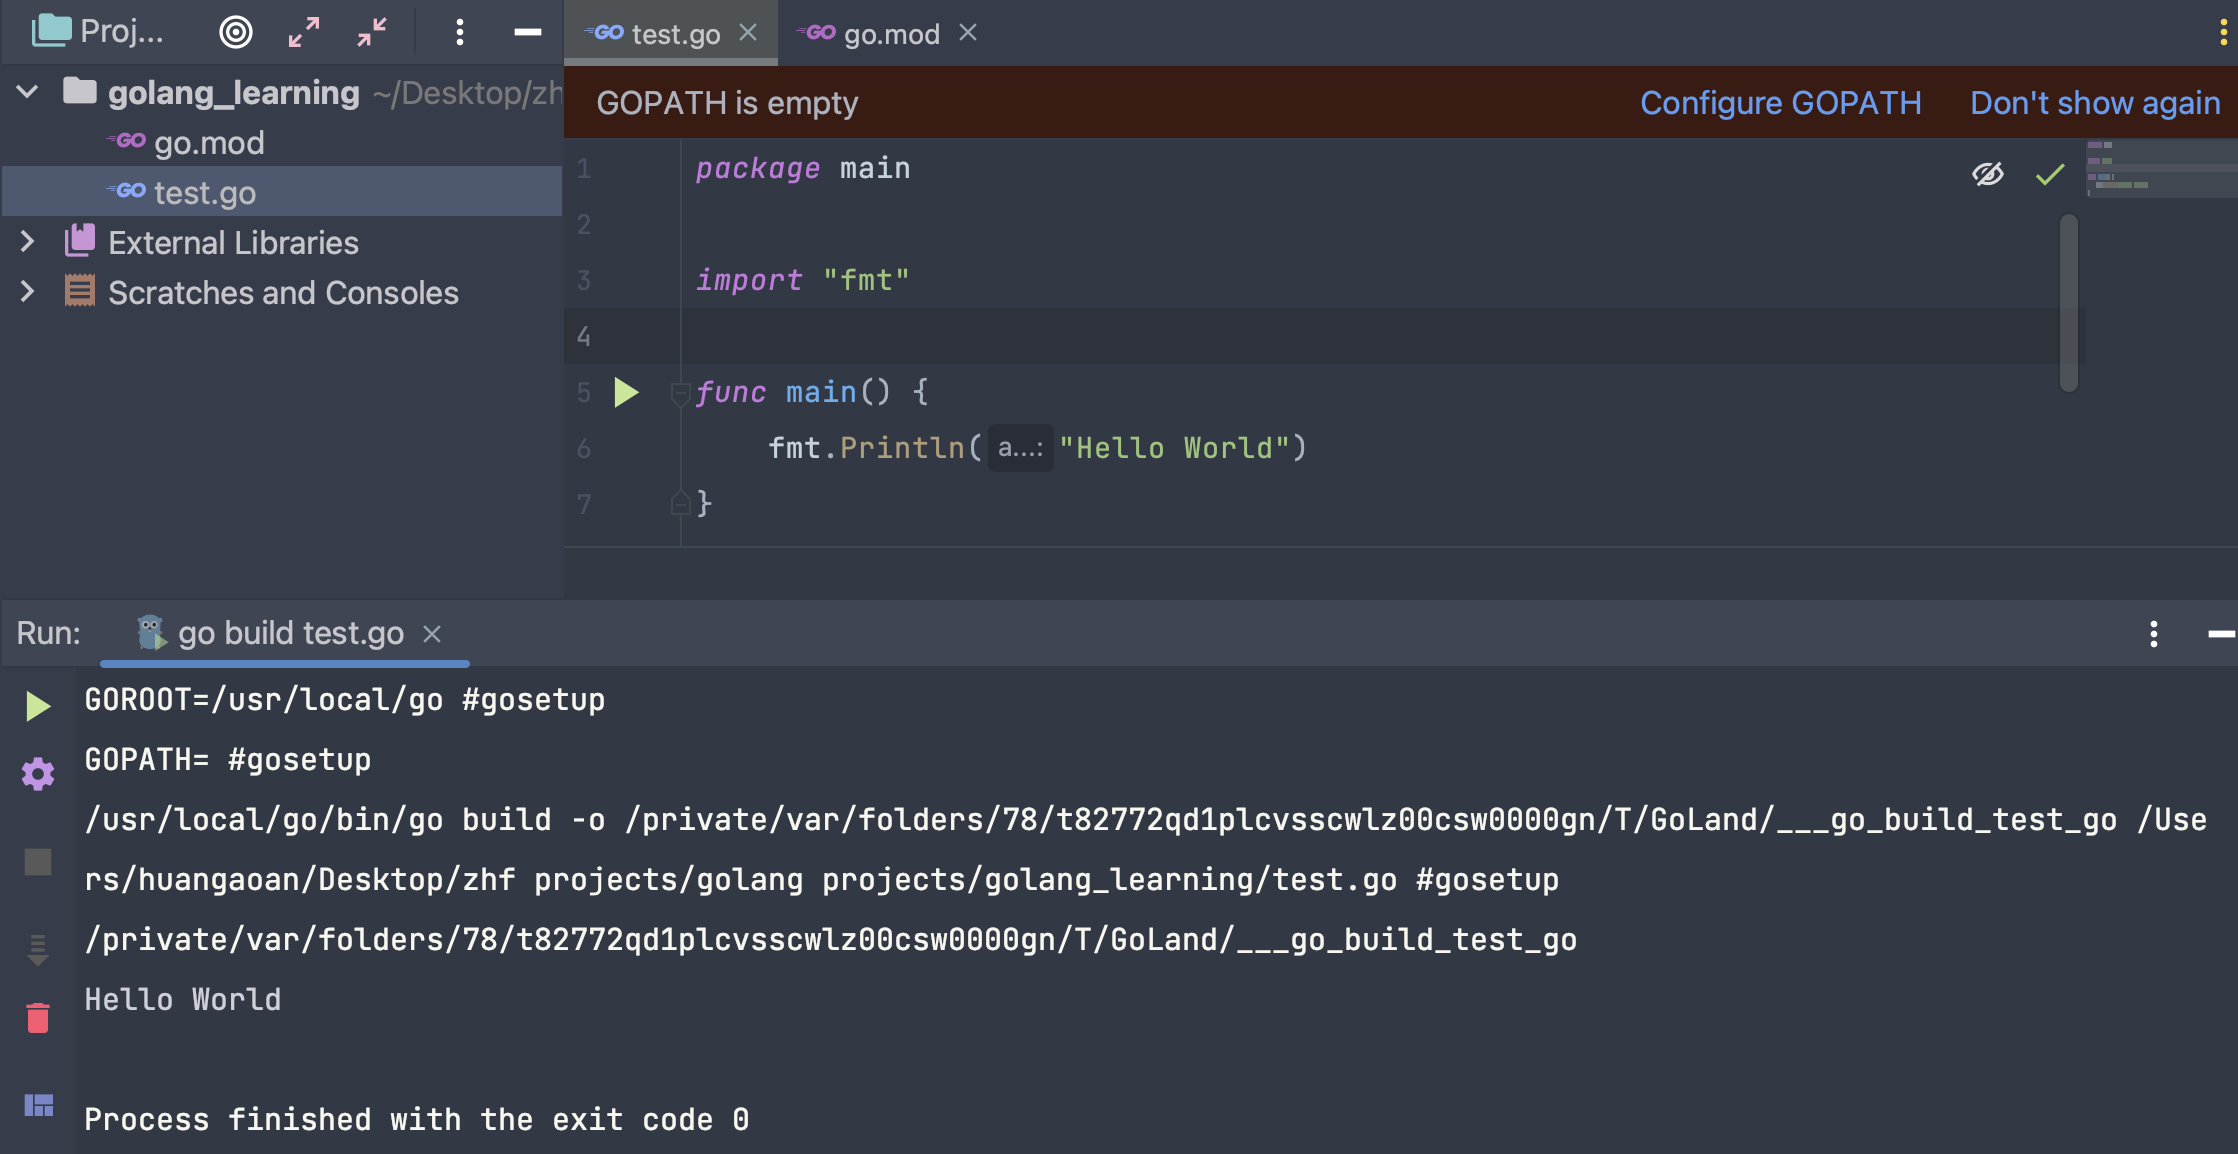 Proj...
golang_learning ~/Desktop/zh
go.mod
test.go
External Libraries
Scratches and Consoles
test.go
go.mod
GOPATH is empty Configure GOPATH Don't show again
1 package main
2
3 import "fmt"
4
5 func main() {
6 fmt.Println( a...: "Hello World")
7 }
Run: go build test.go
GOROOT=/usr/local/go #gosetup
GOPATH= #gosetup
/usr/local/go/bin/go build -o /private/var/folders/78/t82772qd1plcvsscwlz00csw0000gn/T/GoLand/___go_build_test_go /Use
rs/huangaoan/Desktop/zhf projects/golang projects/golang_learning/test.go #gosetup
/private/var/folders/78/t82772qd1plcvsscwlz00csw0000gn/T/GoLand/___go_build_test_go
Hello World
Process finished with the exit code 0